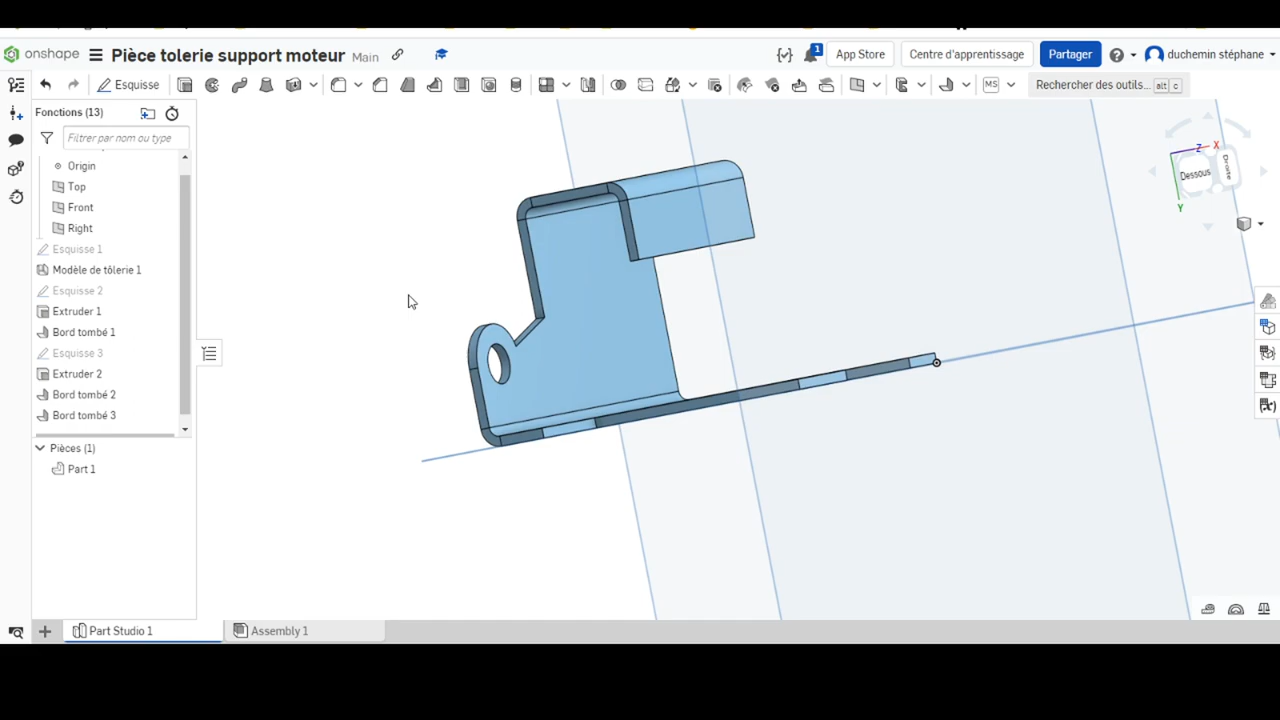 onshape
Pièce tolerie support moteur Main
1
App Store
Centre d'apprentissage
Partager
duchemin stéphane
Esquisse
MS
Rechercher des outils... alt c
Fonctions (13)
Filtrer par nom ou type
Origin
Top
Front
Right
Esquisse 1
Modèle de tôlerie 1
Esquisse 2
Extruder 1
Bord tombé 1
Esquisse 3
Extruder 2
Bord tombé 2
Bord tombé 3
Pièces (1)
Part 1
Z
X
Dessous
Droite
Y
Part Studio 1
Assembly 1